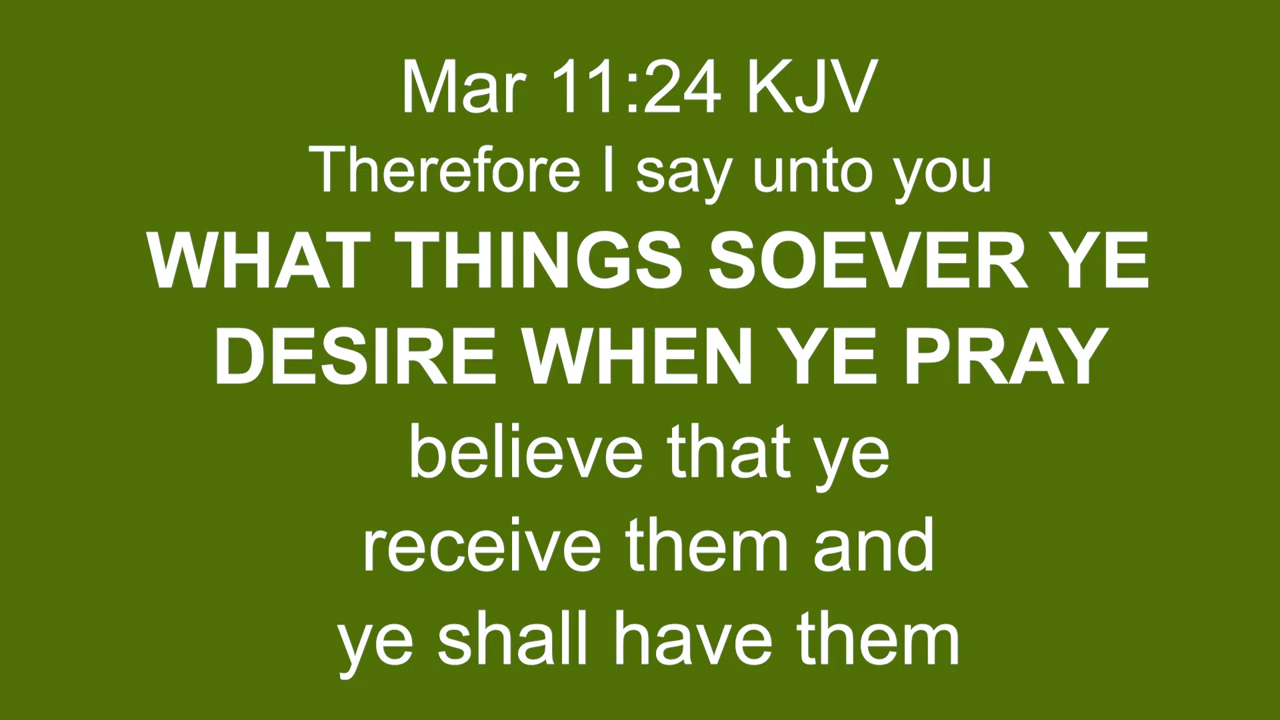 Mar 11:24 KJV
Therefore I say unto you
WHAT THINGS SOEVER YE
DESIRE WHEN YE PRAY
believe that ye
receive them and
ye shall have them